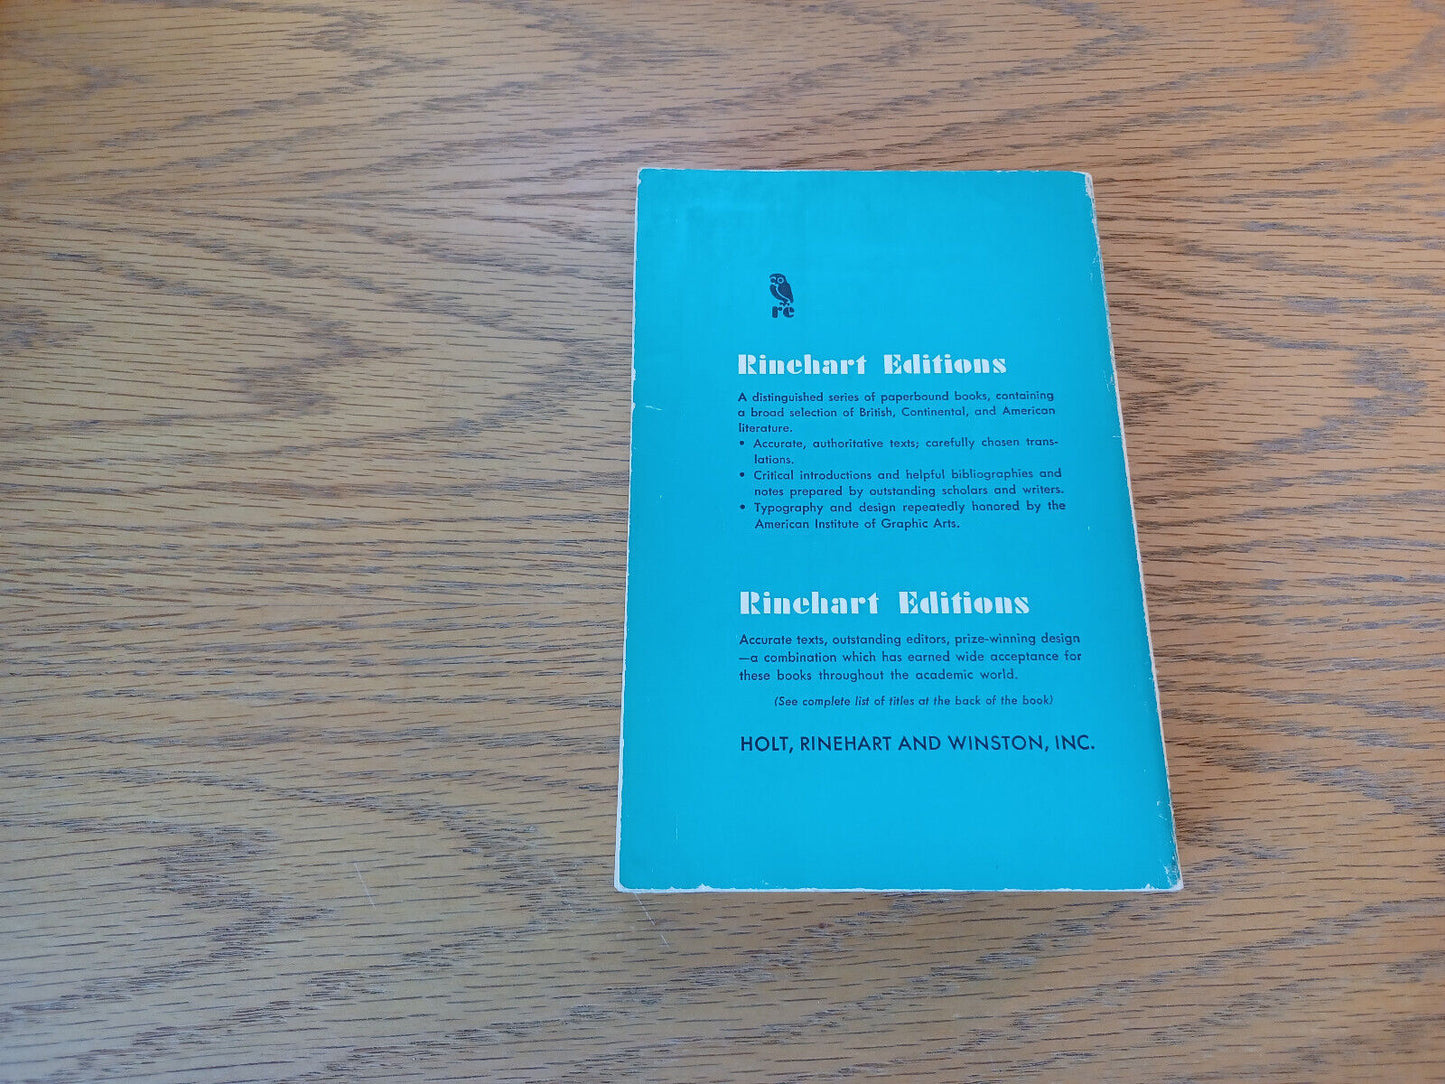 re
Rinehart Editions
A distinguished series of paperbound books, containing
a broad selection of British, Continental, and American
literature.
• Accurate, authoritative texts; carefully chosen trans-
lations.
• Critical introductions and helpful bibliographies and
notes prepared by outstanding scholars and writers.
• Typography and design repeatedly honored by the
American Institute of Graphic Arts.
Rinehart Editions
Accurate texts, outstanding editors, prize-winning design
—a combination which has earned wide acceptance for
these books throughout the academic world.
(See complete list of titles at the back of the book)
HOLT, RINEHART AND WINSTON, INC.